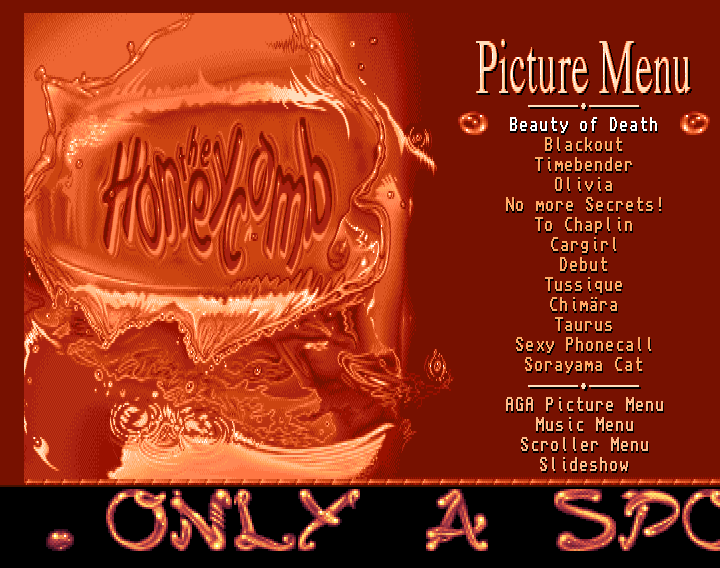 the
Honeycomb
Picture Menu
Beauty of Death
Blackout
Timebender
Olivia
No more Secrets!
To Chaplin
Cargirl
Debut
Tussique
Chimära
Taurus
Sexy Phonecall
Sorayama Cat
AGA Picture Menu
Music Menu
Scroller Menu
Slideshow
. ONLY A SPO